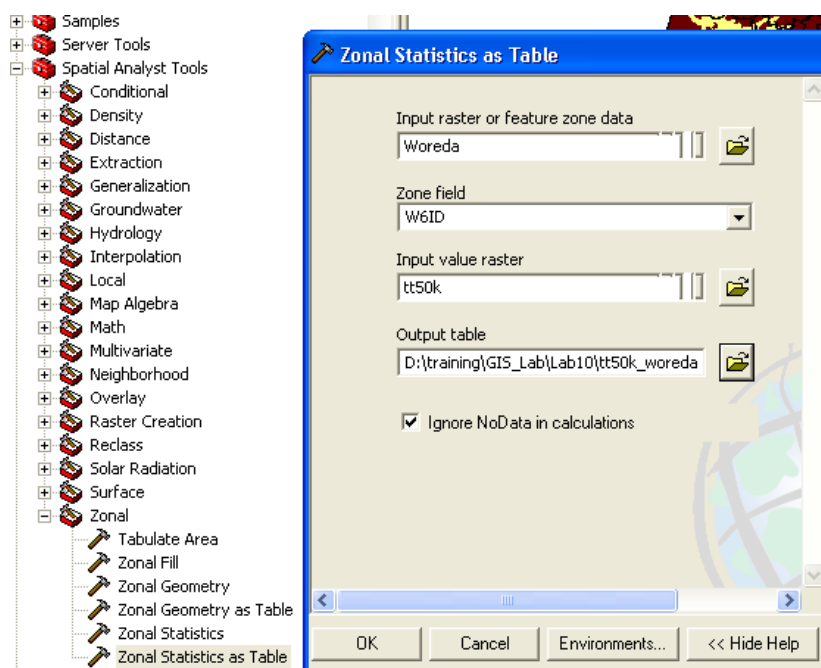 Samples
Server Tools
Spatial Analyst Tools
Conditional
Density
Distance
Extraction
Generalization
Groundwater
Hydrology
Interpolation
Local
Map Algebra
Math
Multivariate
Neighborhood
Overlay
Raster Creation
Reclass
Solar Radiation
Surface
Zonal
Tabulate Area
Zonal Fill
Zonal Geometry
Zonal Geometry as Table
Zonal Statistics
Zonal Statistics as Table
Zonal Statistics as Table
Input raster or feature zone data
Woreda
Zone field
W6ID
Input value raster
tt50k
Output table
D:\training\GIS_Lab\Lab10\tt50k_woreda
Ignore NoData in calculations
OK Cancel Environments... << Hide Help